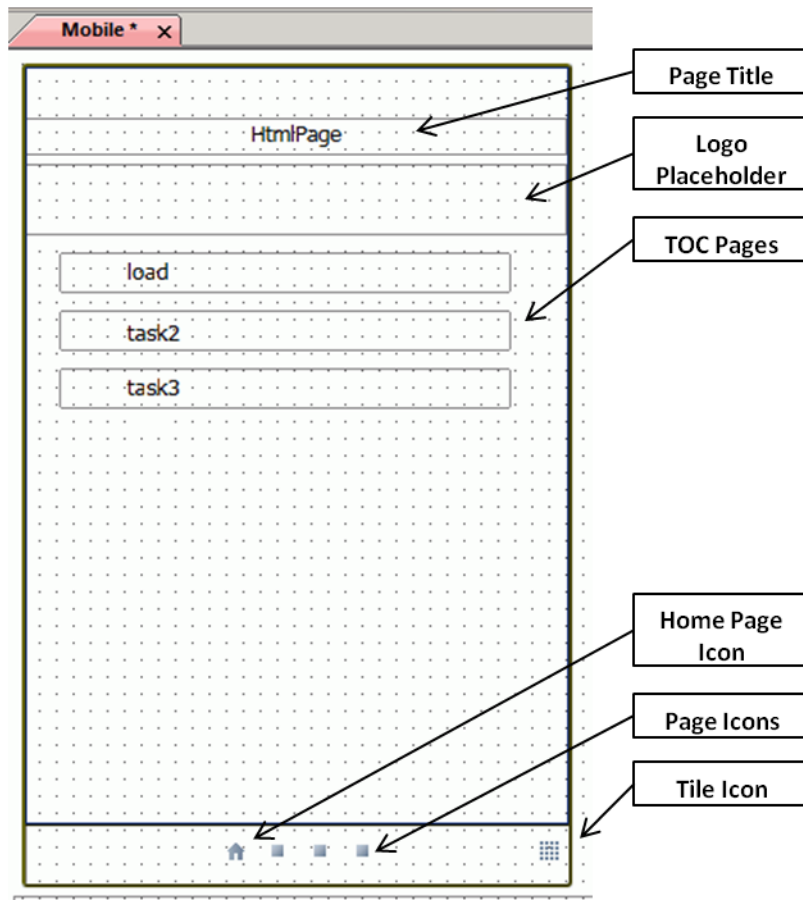 Mobile * x
Page Title
HtmlPage
Logo
Placeholder
TOC Pages
load
task2
task3
Home Page
Icon
Page Icons
Tile Icon